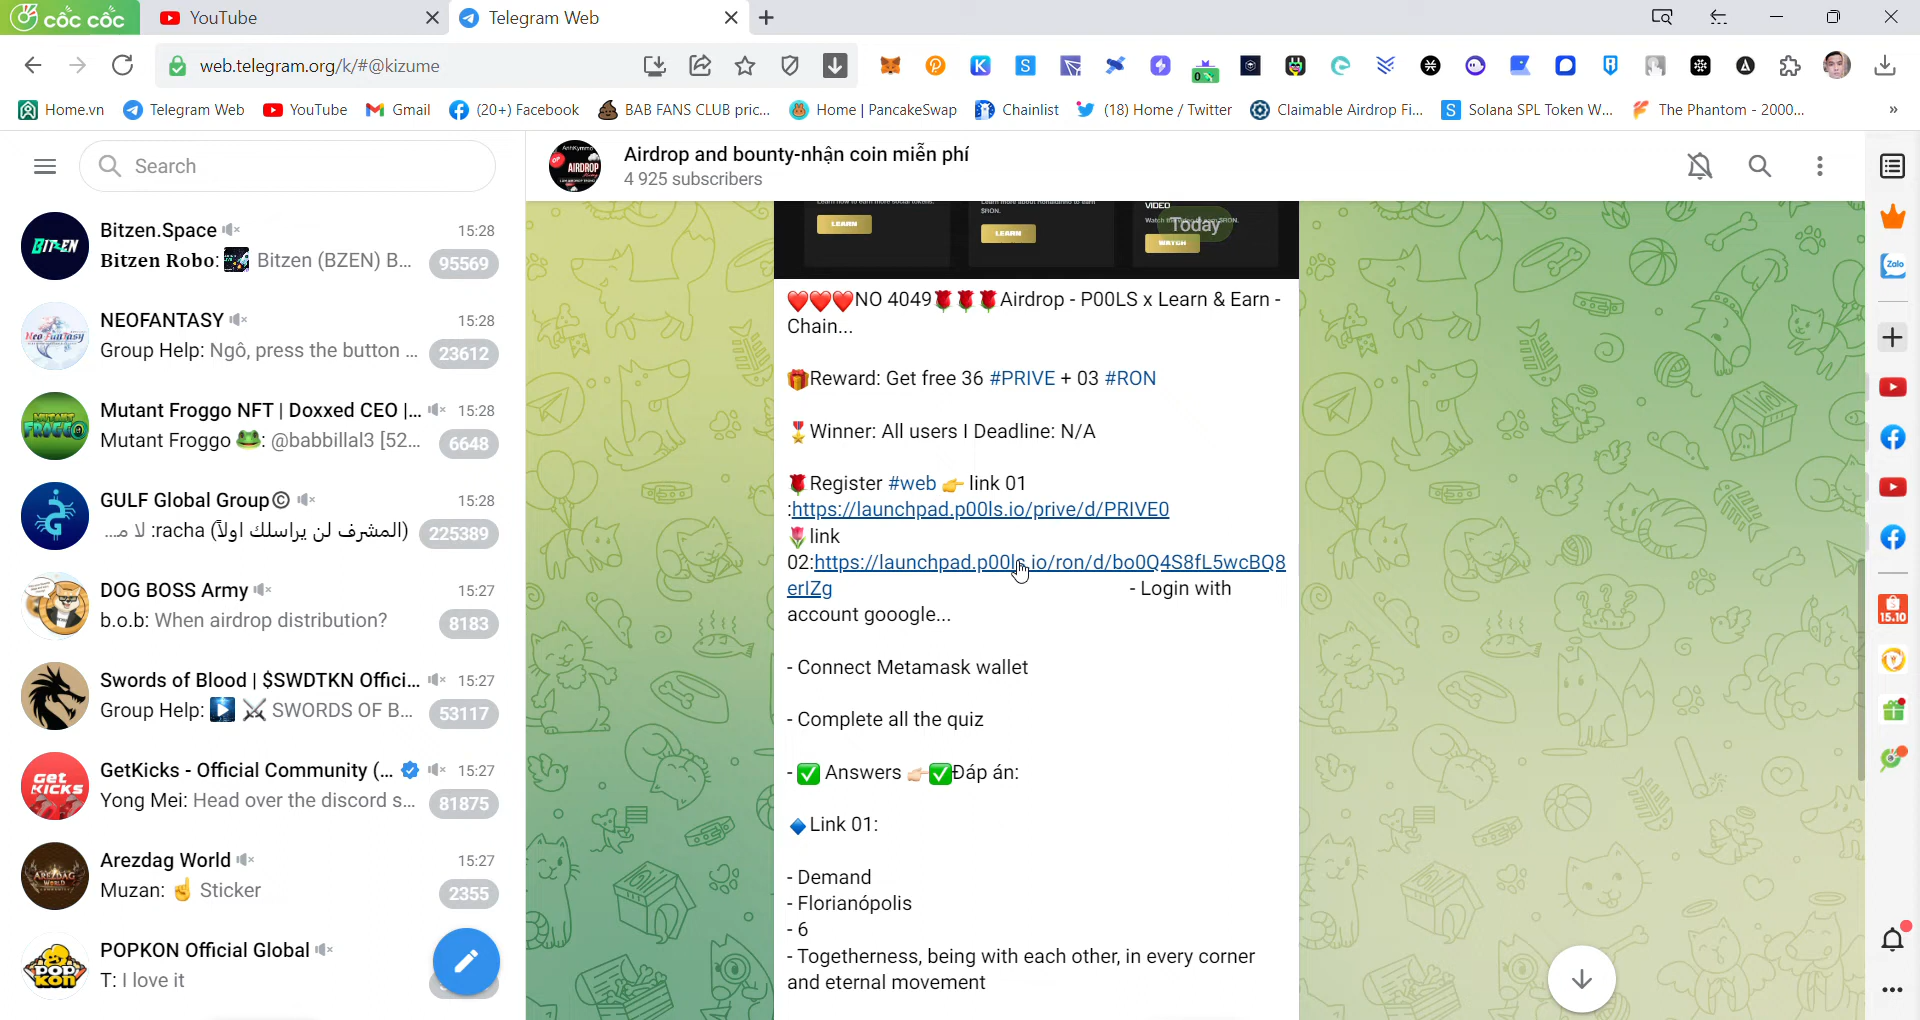 cốc cốc
YouTube
Telegram Web
web.telegram.org/k/#@kizume
Home.vn
Telegram Web
YouTube
Gmail
(20+) Facebook
BAB FANS CLUB pric...
Home | PancakeSwap
Chainlist
(18) Home / Twitter
Claimable Airdrop Fi...
Solana SPL Token W...
The Phantom - 2000...
»
Search
Airdrop and bounty-nhận coin miễn phí
4 925 subscribers
Bitzen.Space
15:28
Bitzen Robo: Bitzen (BZEN) B...
95569
NEOFANTASY
15:28
Group Help: Ngô, press the button ...
23612
Mutant Froggo NFT | Doxxed CEO |...
15:28
Mutant Froggo 🐸: @babbillal3 [52...
6648
GULF Global Group©
15:28
racha (المشرف لن يراسلك اولاً): لا مـ...
225389
DOG BOSS Army
15:27
b.o.b: When airdrop distribution?
8183
Swords of Blood | $SWDTKN Offici...
15:27
Group Help: ▶ ⚔ SWORDS OF B...
53117
GetKicks - Official Community (...
15:27
Yong Mei: Head over the discord s...
81875
Arezdag World
15:27
Muzan: ☝ Sticker
2355
POPKON Official Global
T: I love it
LEARN
LEARN
VIDEO
WATCH
Today
❤️❤️❤️NO 4049🌹🌹🌹Airdrop - P00LS x Learn & Earn -
Chain...
🎁Reward: Get free 36 #PRIVE + 03 #RON
🎖Winner: All users I Deadline: N/A
🌹Register #web 👉 link 01
:https://launchpad.p00ls.io/prive/d/PRIVE0
🌷link
02:https://launchpad.p00ls.io/ron/d/bo0Q4S8fL5wcBQ8
erlZg - Login with
account gooogle...
- Connect Metamask wallet
- Complete all the quiz
- ✅ Answers 👉🏻✅Đáp án:
🔹Link 01:
- Demand
- Florianópolis
- 6
- Togetherness, being with each other, in every corner
and eternal movement
Zalo
15.10